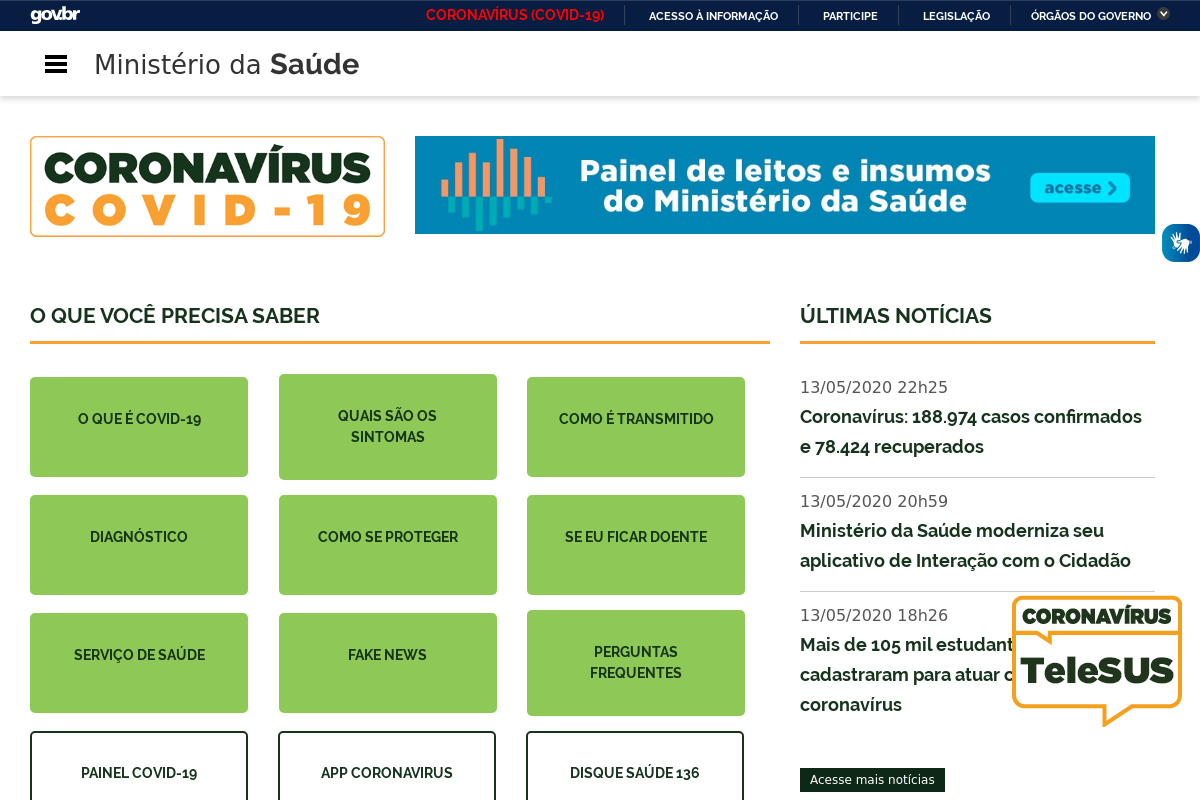 gov.br
CORONAVÍRUS (COVID-19)
ACESSO À INFORMAÇÃO
PARTICIPE
LEGISLAÇÃO
ÓRGÃOS DO GOVERNO
Ministério da Saúde
CORONAVÍRUS
COVID-19
Painel de leitos e insumos
do Ministério da Saúde
acesse
O QUE VOCÊ PRECISA SABER
O QUE É COVID-19
QUAIS SÃO OS
SINTOMAS
COMO É TRANSMITIDO
DIAGNÓSTICO
COMO SE PROTEGER
SE EU FICAR DOENTE
SERVIÇO DE SAÚDE
FAKE NEWS
PERGUNTAS
FREQUENTES
PAINEL COVID-19
APP CORONAVIRUS
DISQUE SAÚDE 136
ÚLTIMAS NOTÍCIAS
13/05/2020 22h25
Coronavírus: 188.974 casos confirmados
e 78.424 recuperados
13/05/2020 20h59
Ministério da Saúde moderniza seu
aplicativo de Interação com o Cidadão
13/05/2020 18h26
Mais de 105 mil
cadastraram para atuar
coronavírus
CORONAVÍRUS
TeleSUS
Acesse mais notícias